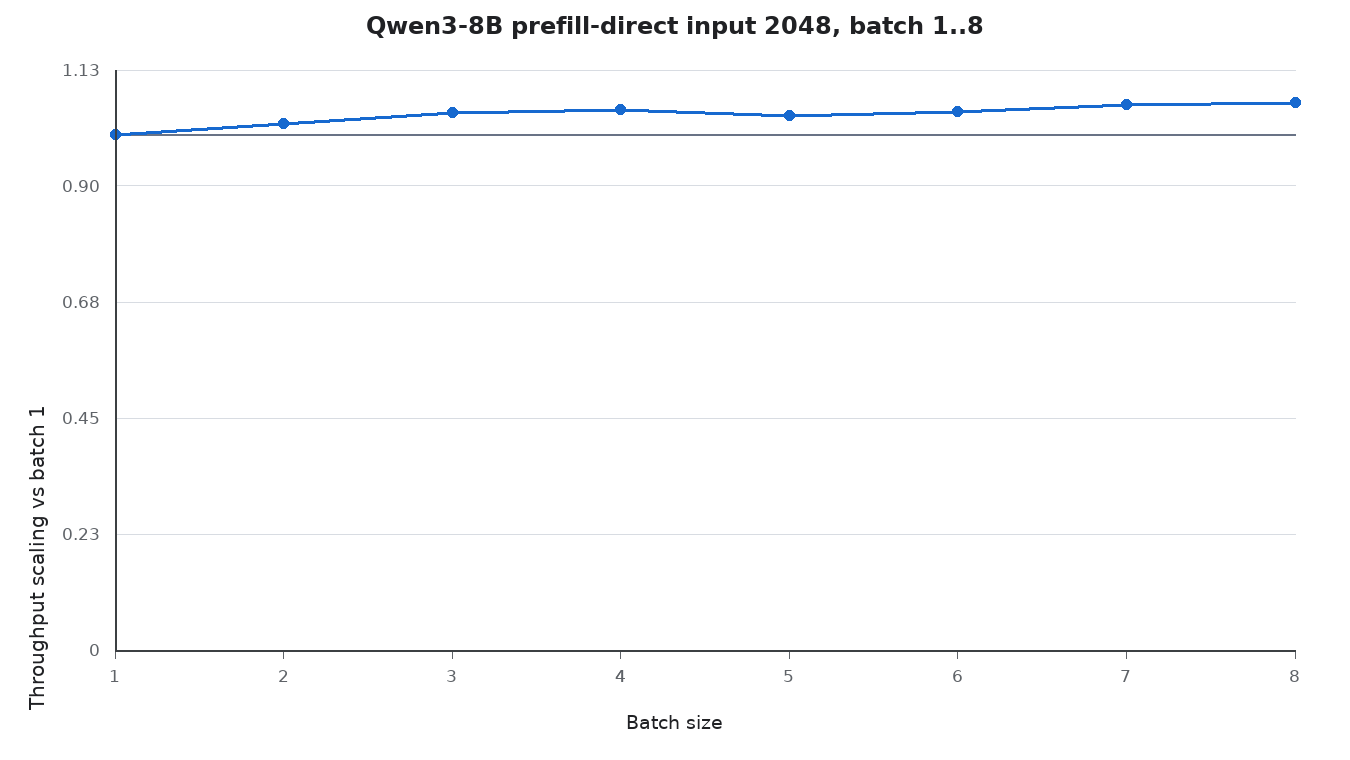 Qwen3-8B prefill-direct input 2048, batch 1..8
1.13
0.90
0.68
0.45
0.23
0
Throughput scaling vs batch 1
1 2 3 4 5 6 7 8
Batch size